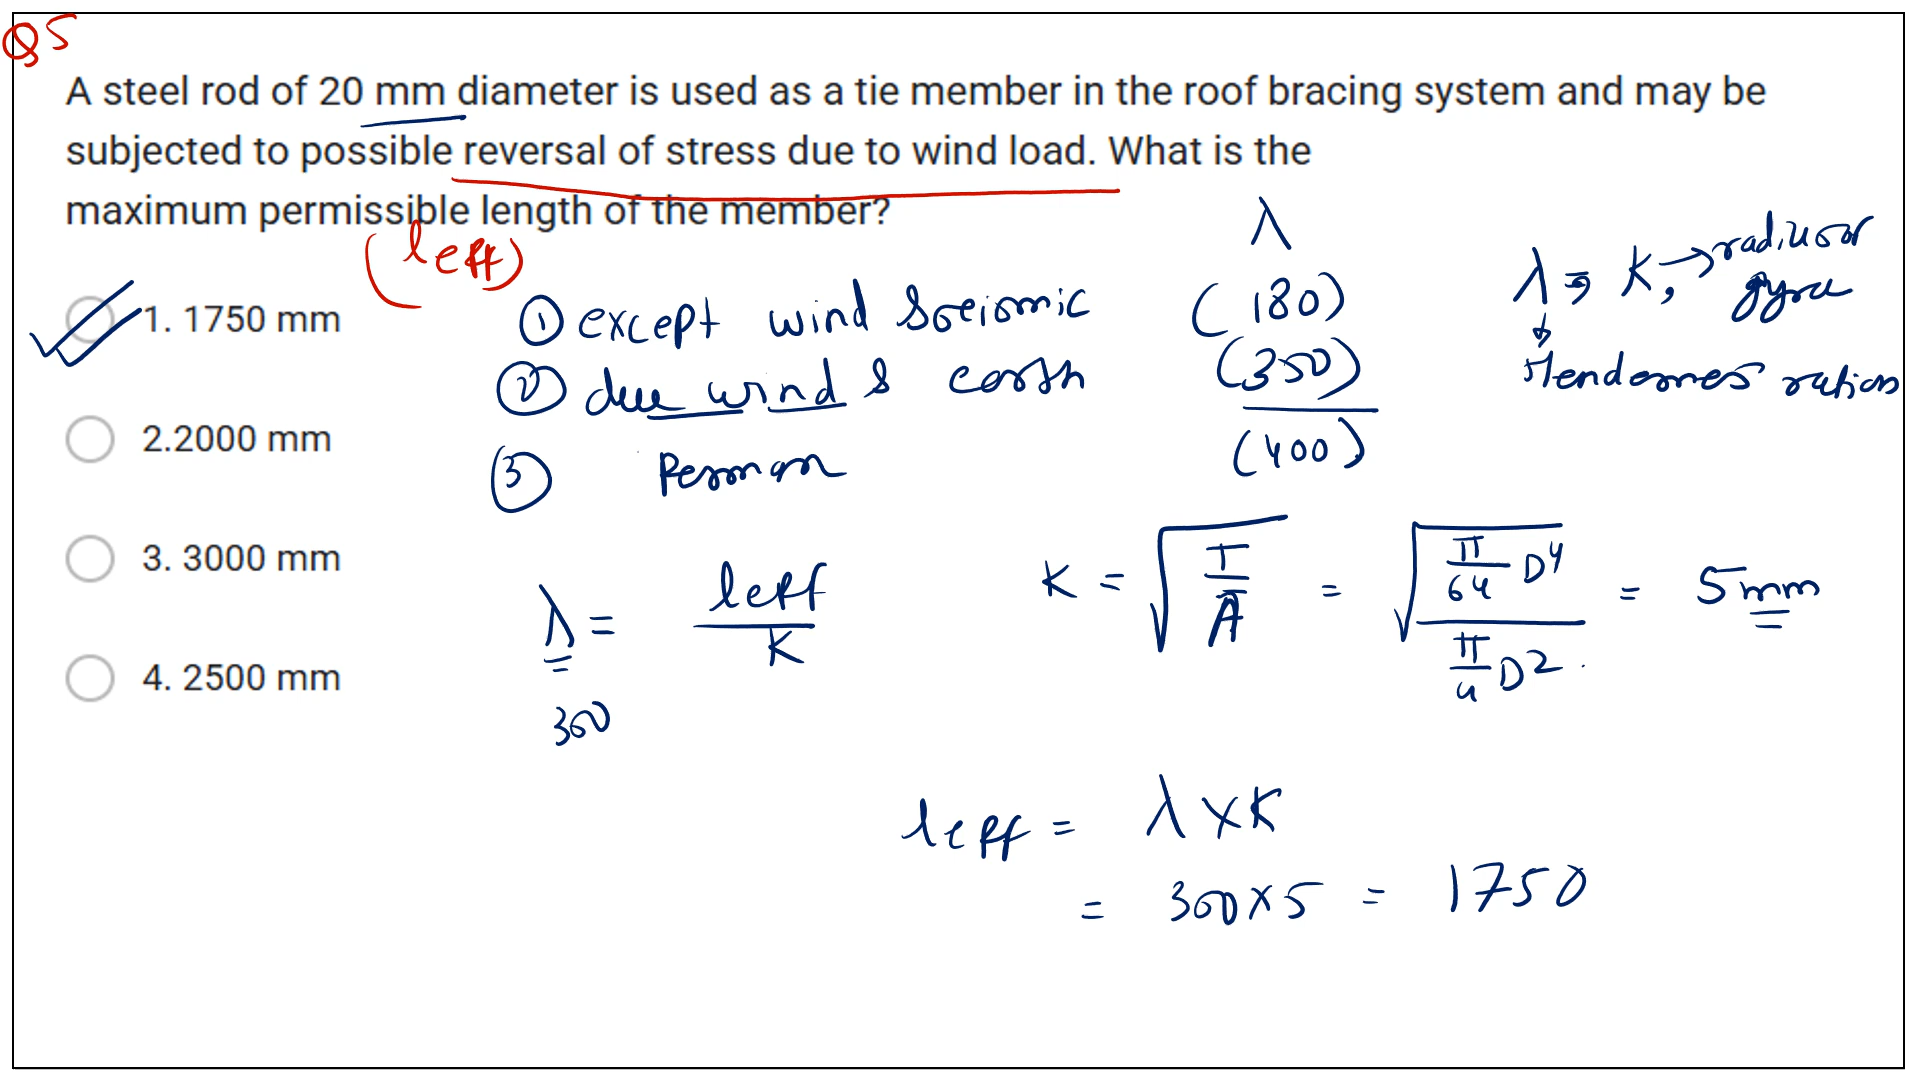 Q5
A steel rod of 20 mm diameter is used as a tie member in the roof bracing system and may be
subjected to possible reversal of stress due to wind load. What is the
maximum permissible length of the member?
(leff)
λ
λ = K, → radius of
gyra
1. 1750 mm
① except wind & seismic (180)
② due wind & earth (350)
slenderness ration
2.2000 mm
③ (400)
3. 3000 mm
λ = leff / K
K = √(I / A) = √(π/64 D⁴ / π/4 D²) = 5mm
4. 2500 mm
leff = λ × K
= × 5 = 1750